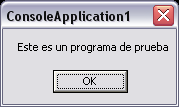 ConsoleApplication1
Este es un programa de prueba
OK